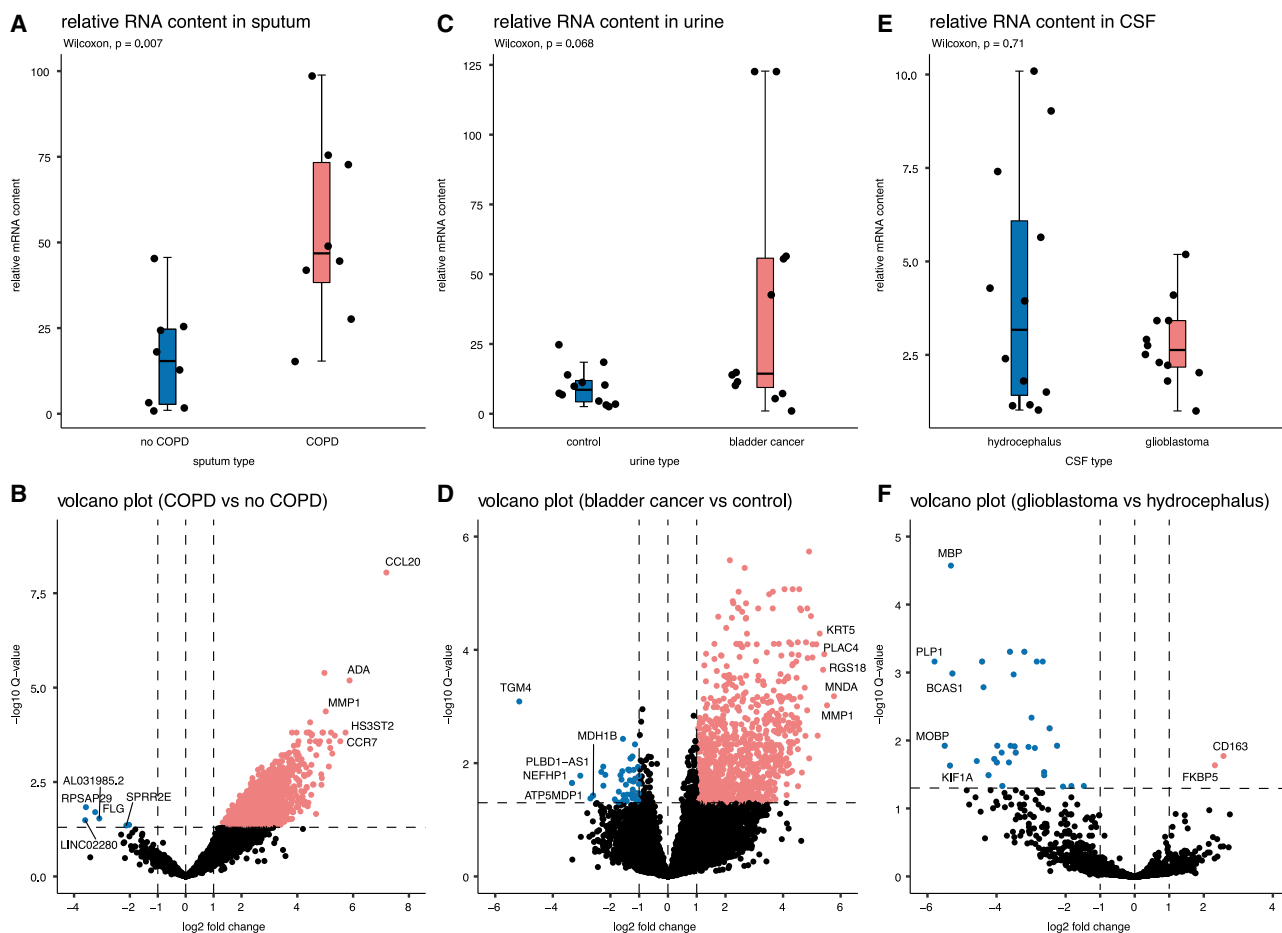 A
relative RNA content in sputum
Wilcoxon, p = 0.007
relative mRNA content
100
75
50
25
0
no COPD
COPD
sputum type
C
relative RNA content in urine
Wilcoxon, p = 0.068
relative mRNA content
125
100
75
50
25
0
control
bladder cancer
urine type
E
relative RNA content in CSF
Wilcoxon, p = 0.71
relative mRNA content
10.0
7.5
5.0
2.5
hydrocephalus
glioblastoma
CSF type
B
volcano plot (COPD vs no COPD)
−log10 Q−value
7.5
5.0
2.5
0.0
CCL20
ADA
MMP1
HS3ST2
CCR7
AL031985.2
RPSAP29
FLG
SPRR2E
LINC02280
−4
−2
−1
0
1
2
4
6
8
log2 fold change
D
volcano plot (bladder cancer vs control)
−log10 Q−value
6
4
2
0
KRT5
PLAC4
RGS18
MNDA
MMP1
TGM4
MDH1B
PLBD1−AS1
NEFHP1
ATP5MDP1
−6
−4
−2
−1
0
1
2
4
6
log2 fold change
F
volcano plot (glioblastoma vs hydrocephalus)
−log10 Q−value
5
4
3
2
1
0
MBP
PLP1
BCAS1
MOBP
KIF1A
CD163
FKBP5
−6
−4
−2
−1
0
1
2
4
log2 fold change